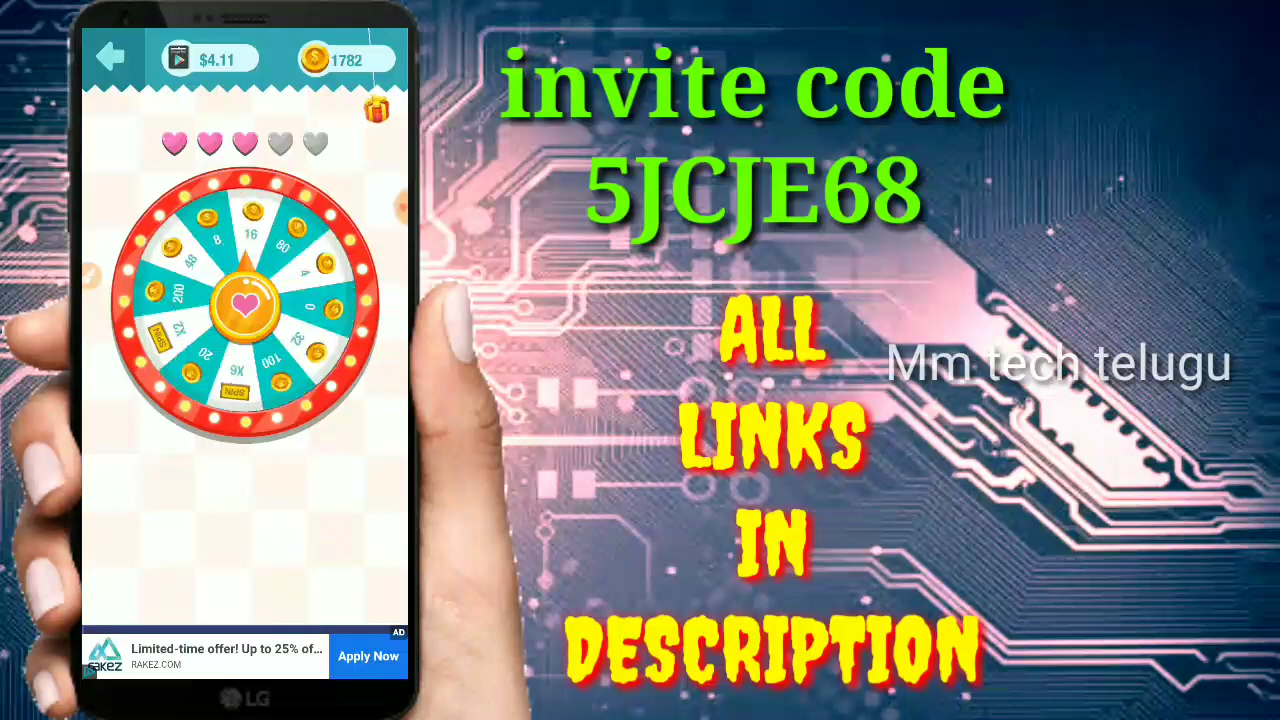 $4.11
1782
invite code
5JCJE68
16
80
4
0
32
100
X6
SPIN
20
X2
SPIN
200
48
8
ALL
LINKS
IN
DESCRIPTION
Mm tech telugu
AD
Limited-time offer! Up to 25% of...
RAKEZ.COM
Apply Now
RAKEZ
LG